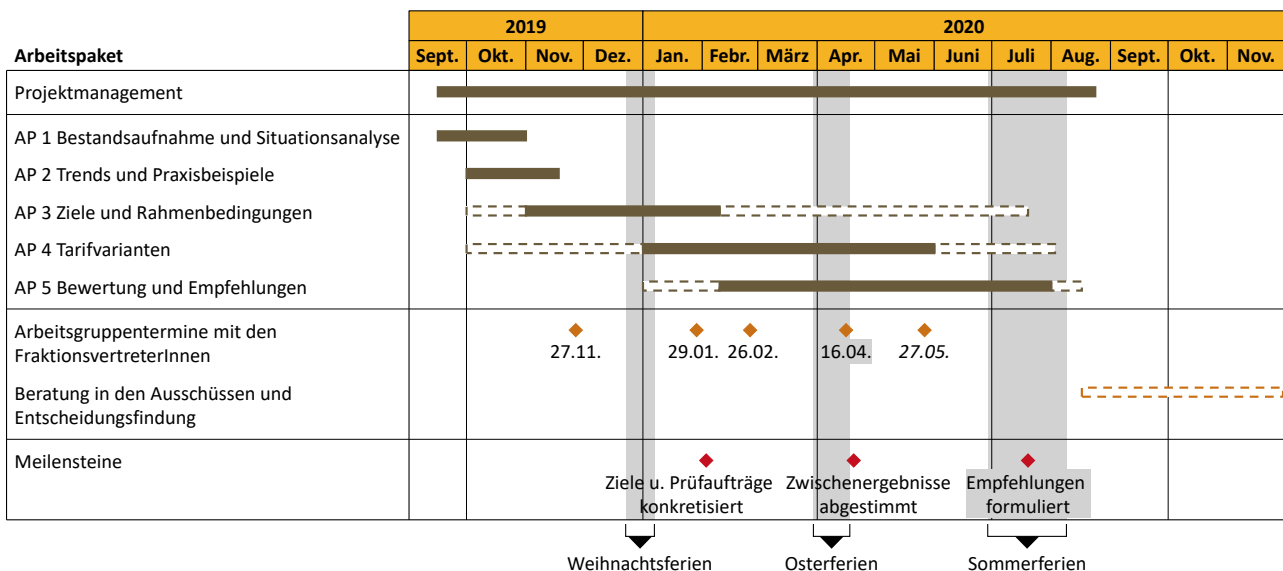 2019 2020
Arbeitspaket Sept. Okt. Nov. Dez. Jan. Febr. März Apr. Mai Juni Juli Aug. Sept. Okt. Nov.
Projektmanagement
AP 1 Bestandsaufnahme und Situationsanalyse
AP 2 Trends und Praxisbeispiele
AP 3 Ziele und Rahmenbedingungen
AP 4 Tarifvarianten
AP 5 Bewertung und Empfehlungen
Arbeitsgruppentermine mit den
FraktionsvertreterInnen
27.11. 29.01. 26.02. 16.04. 27.05.
Beratung in den Ausschüssen und
Entscheidungsfindung
Meilensteine
Ziele u. Prüfaufträge
konkretisiert
Zwischenergebnisse
abgestimmt
Empfehlungen
formuliert
Weihnachtsferien Osterferien Sommerferien